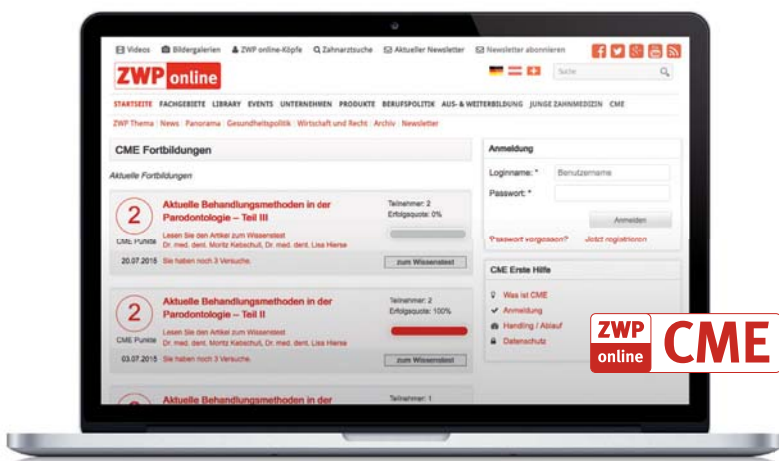 Videos Bildergalerien ZWP online-Köpfe Zahnarztsuche Aktueller Newsletter Newsletter abonnieren
ZWP online
Suche
STARTSEITE FACHGEBIETE LIBRARY EVENTS UNTERNEHMEN PRODUKTE BERUFSPOLITIK AUS- & WEITERBILDUNG JUNGE ZAHNMEDIZIN CME
ZWP Thema News Panorama Gesundheitspolitik Wirtschaft und Recht Archiv Newsletter
CME Fortbildungen
Aktuelle Fortbildungen
2
CME Punkte
Aktuelle Behandlungsmethoden in der
Parodontologie – Teil III
Lesen Sie den Artikel zum Wissenstest
Dr. med. dent. Moritz Kebschull, Dr. med. dent. Lisa Hierse
Teilnehmer: 2
Erfolgsquote: 0%
20.07.2015 Sie haben noch 3 Versuche.
zum Wissenstest
2
CME Punkte
Aktuelle Behandlungsmethoden in der
Parodontologie – Teil II
Lesen Sie den Artikel zum Wissenstest
Dr. med. dent. Moritz Kebschull, Dr. med. dent. Lisa Hierse
Teilnehmer: 2
Erfolgsquote: 100%
03.07.2015 Sie haben noch 3 Versuche.
zum Wissenstest
Aktuelle Behandlungsmethoden in der
Teilnehmer: 1
Anmeldung
Loginname: * Benutzername
Passwort: *
Anmelden
Passwort vergessen? Jetzt registrieren
CME Erste Hilfe
Was ist CME
Anmeldung
Handling / Ablauf
Datenschutz
ZWP
online
CME